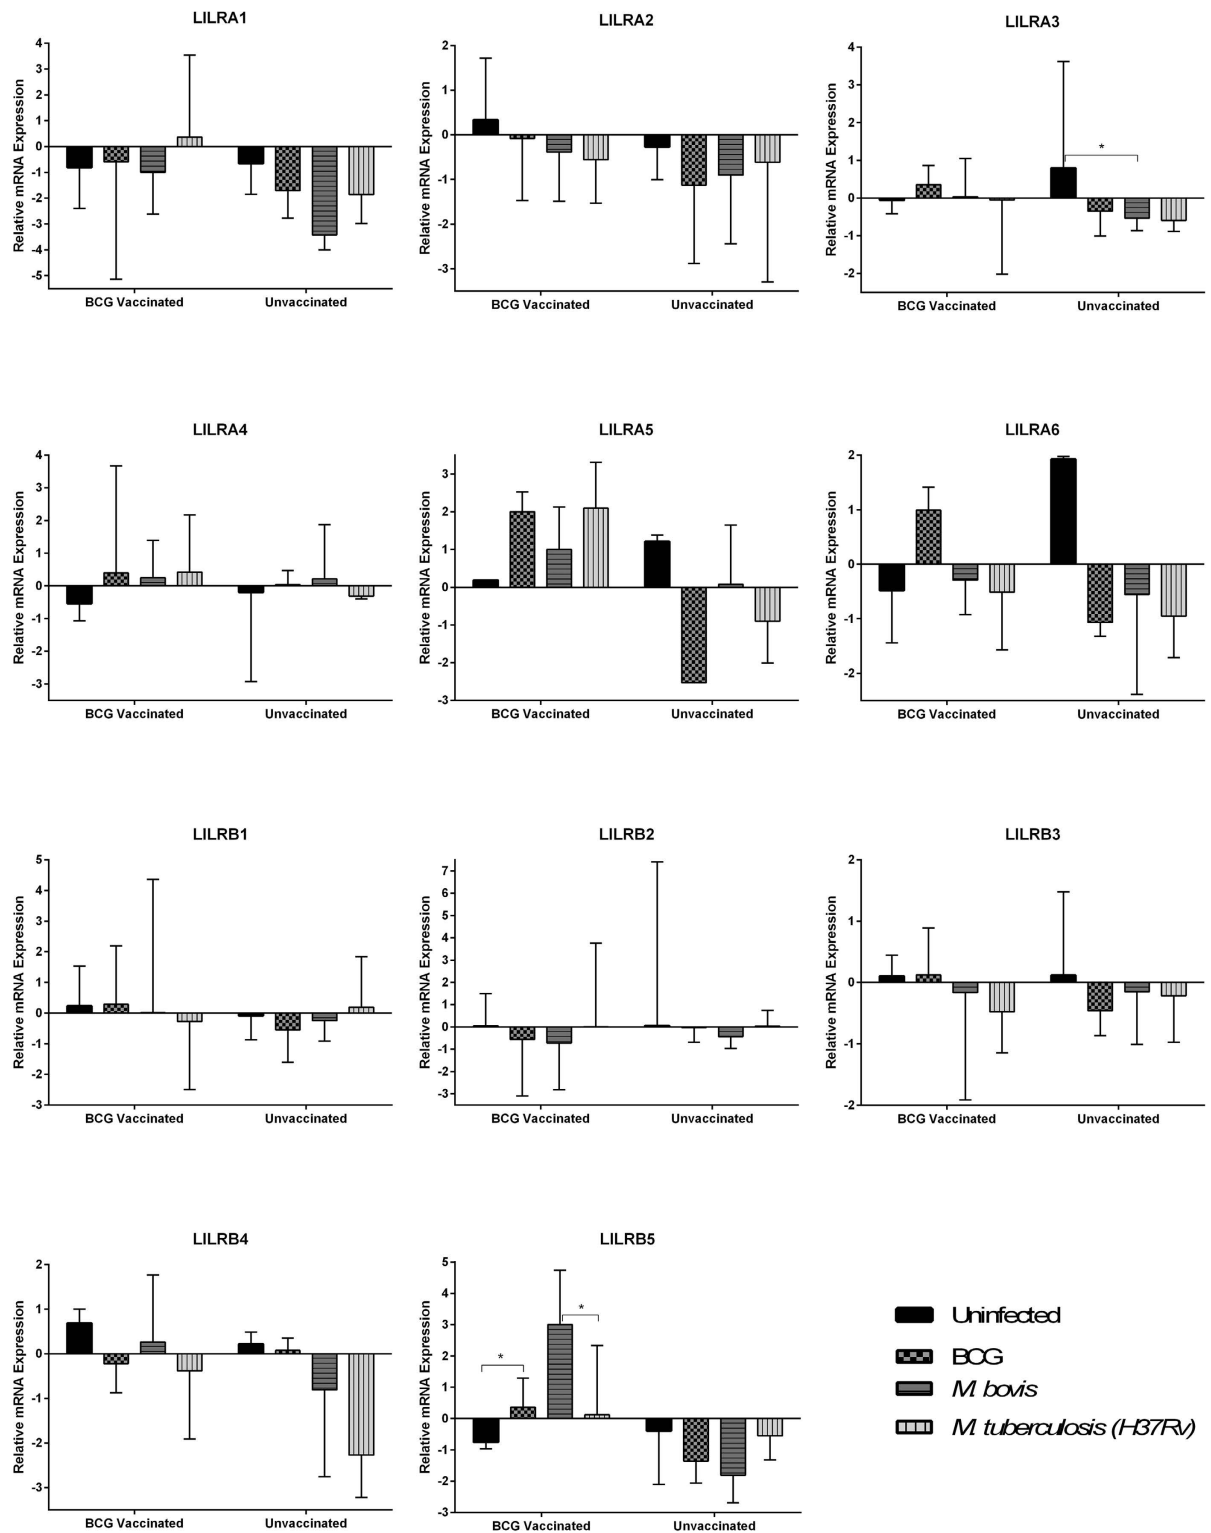 LILRA1
Relative mRNA Expression
4
3
2
1
0
-1
-2
-3
-4
-5
BCG Vaccinated Unvaccinated
LILRA2
Relative mRNA Expression
2
1
0
-1
-2
-3
BCG Vaccinated Unvaccinated
LILRA3
Relative mRNA Expression
4
3
2
1
0
-1
-2
*
BCG Vaccinated Unvaccinated
LILRA4
Relative mRNA Expression
4
3
2
1
0
-1
-2
-3
BCG Vaccinated Unvaccinated
LILRA5
Relative mRNA Expression
3
2
1
0
-1
-2
-3
BCG Vaccinated Unvaccinated
LILRA6
Relative mRNA Expression
2
1
0
-1
-2
BCG Vaccinated Unvaccinated
LILRB1
Relative mRNA Expression
5
4
3
2
1
0
-1
-2
-3
BCG Vaccinated Unvaccinated
LILRB2
Relative mRNA Expression
7
6
5
4
3
2
1
0
-1
-2
-3
BCG Vaccinated Unvaccinated
LILRB3
Relative mRNA Expression
2
1
0
-1
-2
BCG Vaccinated Unvaccinated
LILRB4
Relative mRNA Expression
2
1
0
-1
-2
-3
BCG Vaccinated Unvaccinated
LILRB5
Relative mRNA Expression
5
4
3
2
1
0
-1
-2
-3
*
*
BCG Vaccinated Unvaccinated
Uninfected
BCG
M. bovis
M. tuberculosis (H37Rv)